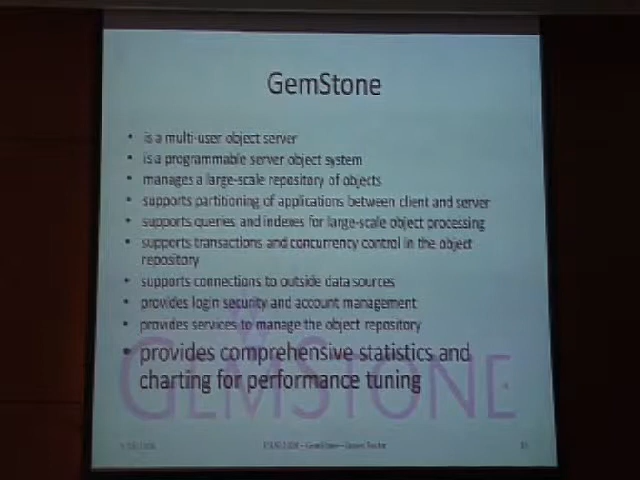 GemStone
• is a multi-user object server
• is a programmable server object system
• manages a large-scale repository of objects
• supports partitioning of applications between client and server
• supports queries and indexes for large-scale object processing
• supports transactions and concurrency control in the object
repository
• supports connections to outside data sources
• provides login security and account management
• provides services to manage the object repository
• provides comprehensive statistics and
charting for performance tuning
GEMSTONE